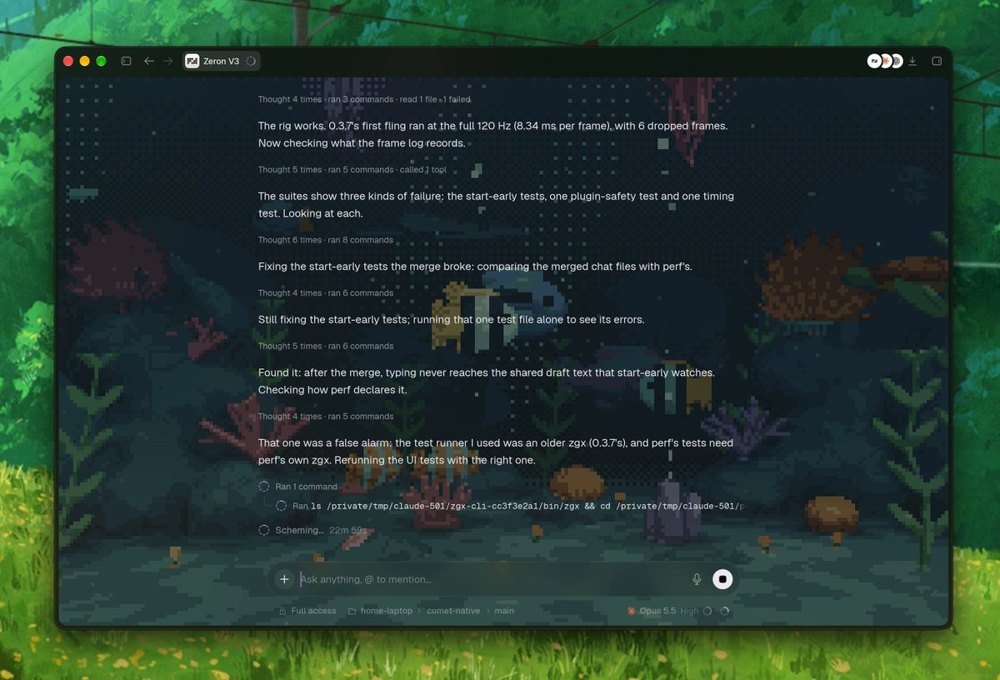 Zeron V3
Thought 4 times · ran 3 commands · read 1 file · 1 failed
The rig works. 0.3.7's first fling ran at the full 120 Hz (8.34 ms per frame), with 6 dropped frames.
Now checking what the frame log records.
Thought 5 times · ran 5 commands · called 1 tool
The suites show three kinds of failure: the start-early tests, one plugin-safety test and one timing
test. Looking at each.
Thought 6 times · ran 8 commands
Fixing the start-early tests the merge broke: comparing the merged chat files with perf's.
Thought 4 times · ran 6 commands
Still fixing the start-early tests; running that one test file alone to see its errors.
Thought 5 times · ran 6 commands
Found it: after the merge, typing never reaches the shared draft text that start-early watches.
Checking how perf declares it.
Thought 4 times · ran 5 commands
That one was a false alarm: the test runner I used was an older zgx (0.3.7's), and perf's tests need
perf's own zgx. Rerunning the UI tests with the right one.
Ran 1 command
Ran ls /private/tmp/claude-501/zgx-cli-cc3f3e2a1/bin/zgx && cd /private/tmp/claude-501/p
Scheming... 22m 59s
Ask anything, @ to mention...
Full access home-laptop › comet-native › main Opus 5.5 High